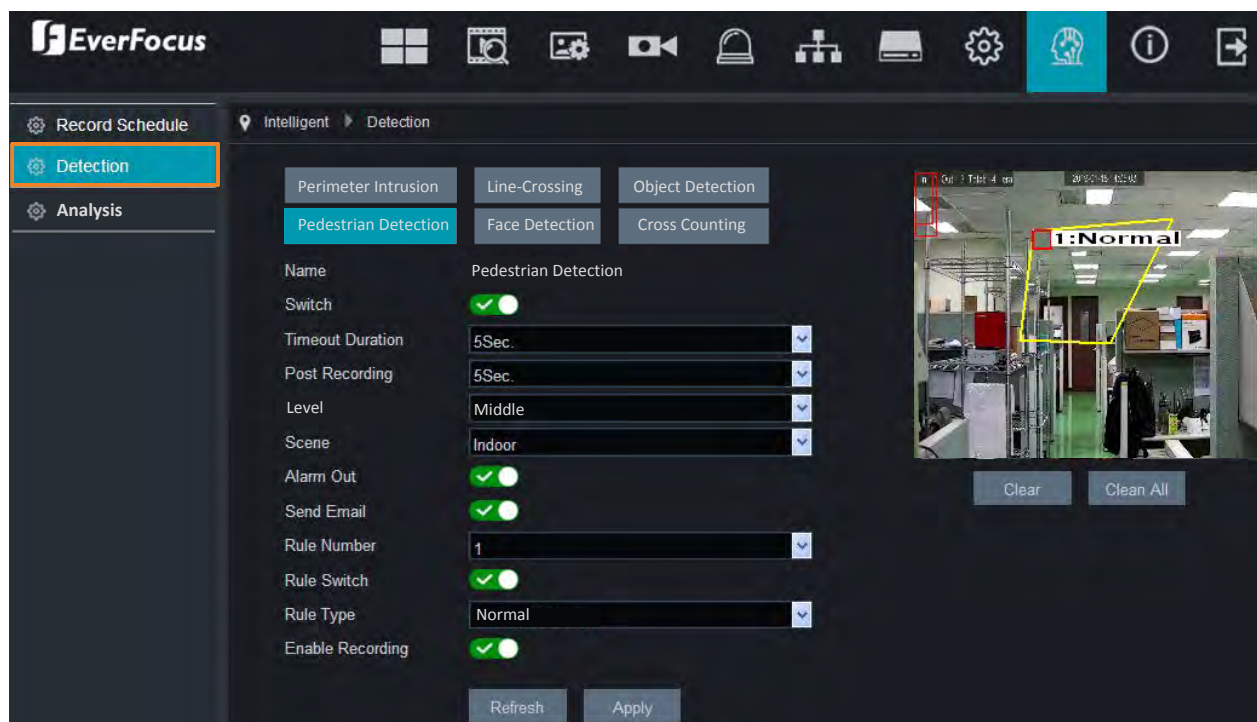 EverFocus
Record Schedule
Detection
Analysis
Intelligent Detection
Perimeter Intrusion Line-Crossing Object Detection
Pedestrian Detection Face Detection Cross Counting
Name Pedestrian Detection
Switch
Timeout Duration 5Sec.
Post Recording 5Sec.
Level Middle
Scene Indoor
Alarm Out
Send Email
Rule Number 1
Rule Switch
Rule Type Normal
Enable Recording
Refresh Apply
1:Normal
Clear Clean All